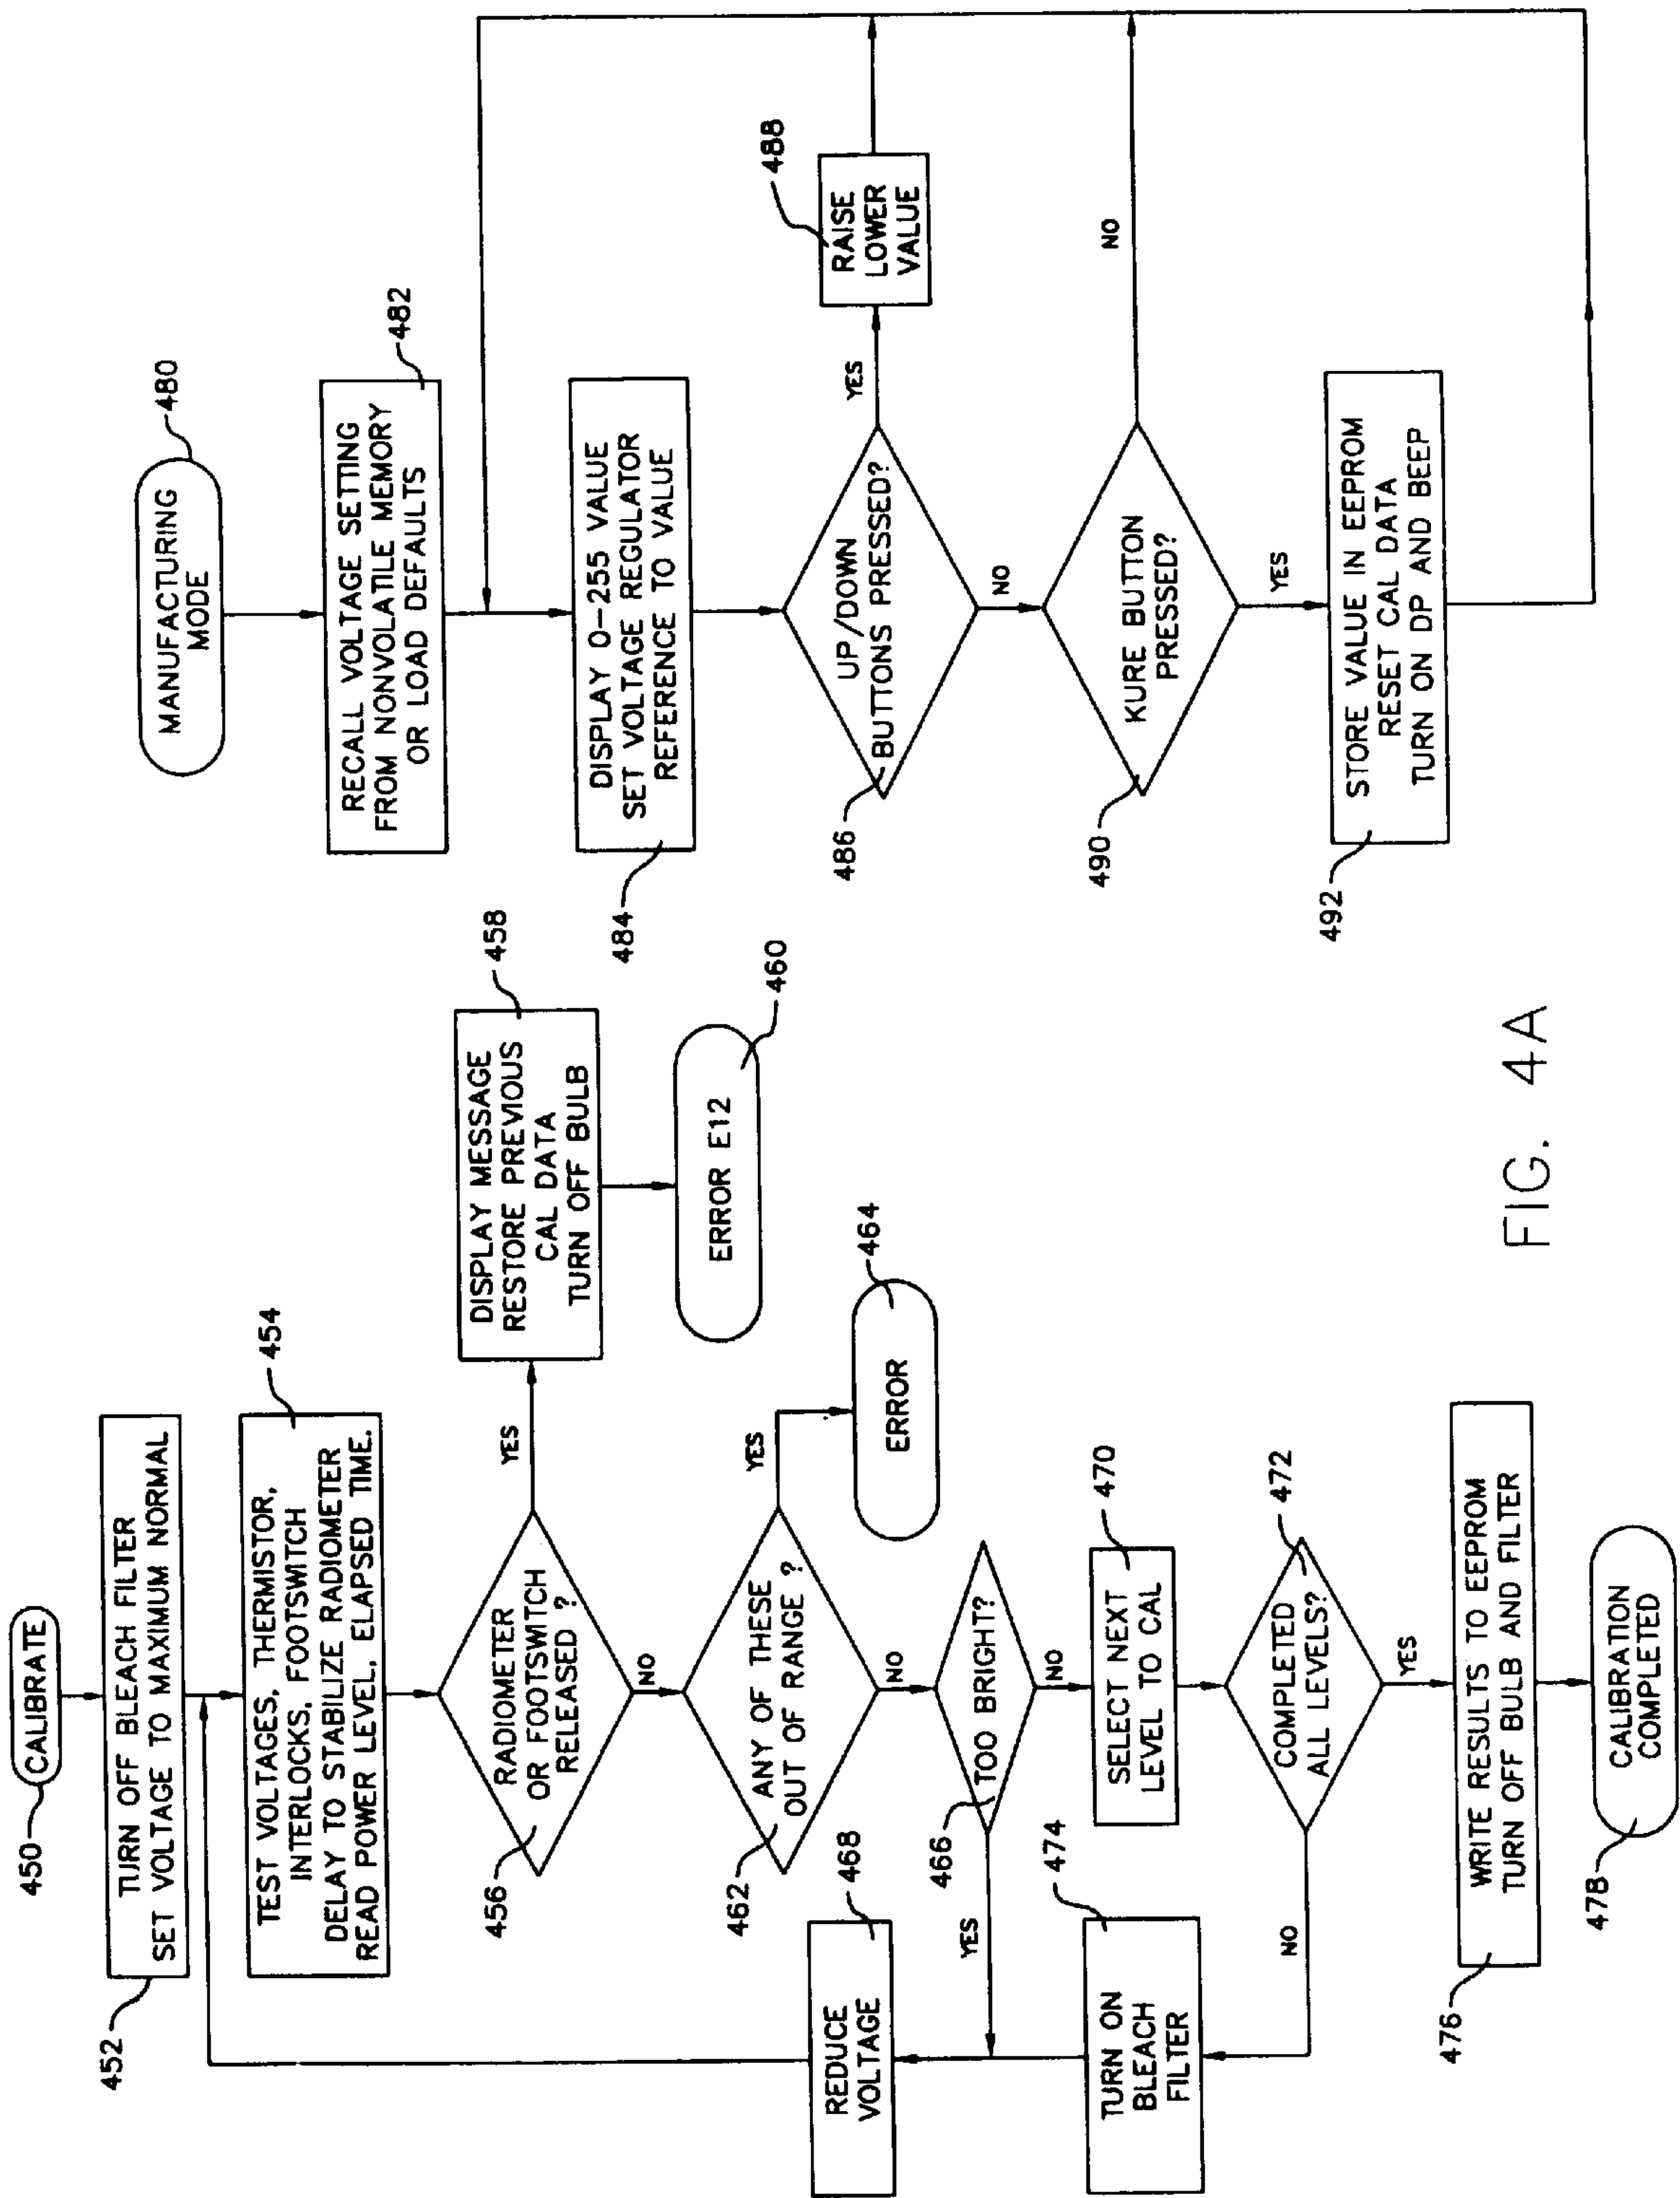 450
CALIBRATE
452
TURN OFF BLEACH FILTER
SET VOLTAGE TO MAXIMUM NORMAL
454
TEST VOLTAGES, THERMISTOR,
INTERLOCKS, FOOTSWITCH
DELAY TO STABILIZE RADIOMETER
READ POWER LEVEL, ELAPSED TIME.
456
RADIOMETER
OR FOOTSWITCH
RELEASED ?
YES
NO
458
DISPLAY MESSAGE
RESTORE PREVIOUS
CAL DATA
TURN OFF BULB
460
ERROR E12
462
ANY OF THESE
OUT OF RANGE ?
YES
NO
464
ERROR
466
TOO BRIGHT?
YES
NO
468
REDUCE
VOLTAGE
470
SELECT NEXT
LEVEL TO CAL
472
COMPLETED
ALL LEVELS?
NO
YES
474
TURN ON
BLEACH
FILTER
476
WRITE RESULTS TO EEPROM
TURN OFF BULB AND FILTER
478
CALIBRATION
COMPLETED
480
MANUFACTURING
MODE
482
RECALL VOLTAGE SETTING
FROM NONVOLATILE MEMORY
OR LOAD DEFAULTS
484
DISPLAY 0-255 VALUE
SET VOLTAGE REGULATOR
REFERENCE TO VALUE
486
UP/DOWN
BUTTONS PRESSED?
YES
NO
488
RAISE
LOWER
VALUE
490
KURE BUTTON
PRESSED?
NO
YES
492
STORE VALUE IN EEPROM
RESET CAL DATA
TURN ON DP AND BEEP
FIG. 4A